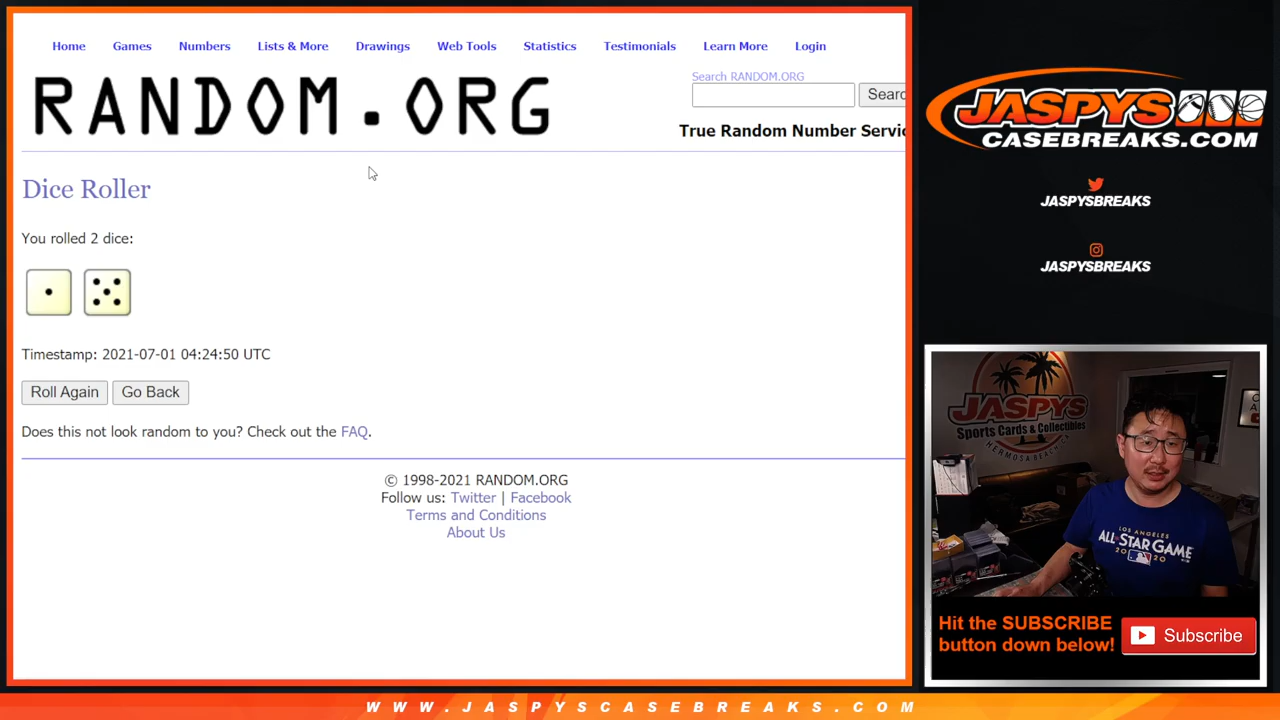 Home Games Numbers Lists & More Drawings Web Tools Statistics Testimonials Learn More Login
RANDOM.ORG
Search RANDOM.ORG
Searc
True Random Number Servic
Dice Roller
You rolled 2 dice:
Timestamp: 2021-07-01 04:24:50 UTC
Roll Again Go Back
Does this not look random to you? Check out the FAQ.
© 1998-2021 RANDOM.ORG
Follow us: Twitter | Facebook
Terms and Conditions
About Us
JASPYS
CASEBREAKS.COM
JASPYSBREAKS
JASPYSBREAKS
JASPYS
Sports Cards & Collectibles
HERMOSA BEACH
LOS ANGELES
ALL-STAR GAME
2020
Hit the SUBSCRIBE
button down below!
Subscribe
WWW.JASPYSCASEBREAKS.COM